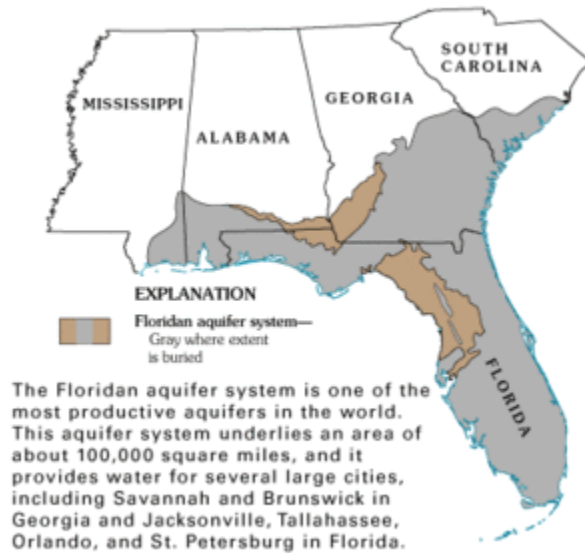 SOUTH
CAROLINA
GEORGIA
MISSISSIPPI
ALABAMA
EXPLANATION
Floridan aquifer system—
Gray where extent
is buried
FLORIDA
The Floridan aquifer system is one of the
most productive aquifers in the world.
This aquifer system underlies an area of
about 100,000 square miles, and it
provides water for several large cities,
including Savannah and Brunswick in
Georgia and Jacksonville, Tallahassee,
Orlando, and St. Petersburg in Florida.